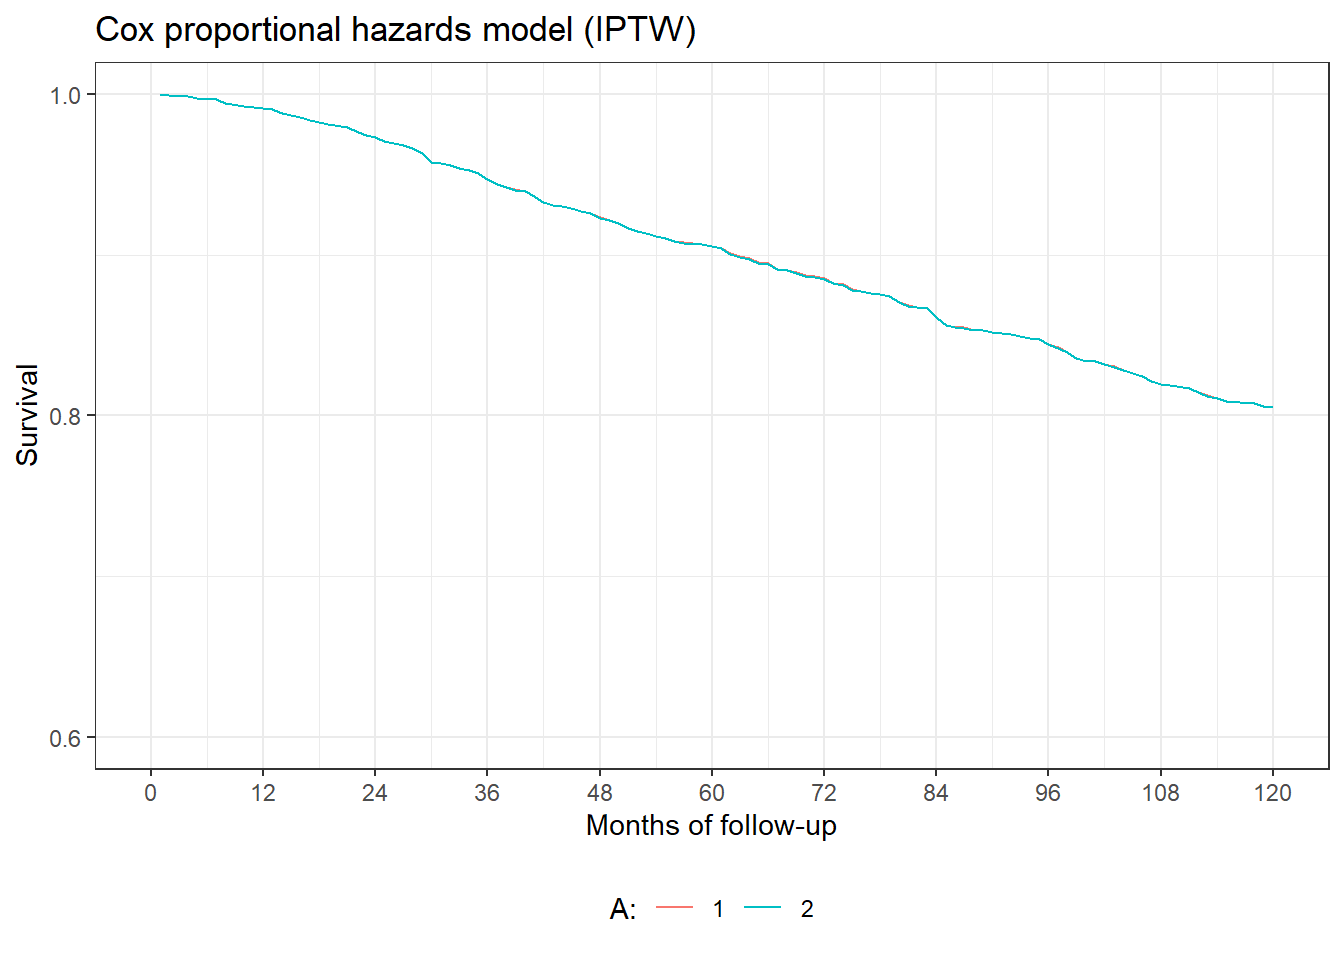 Cox proportional hazards model (IPTW)
1.0
0.8
0.6
Survival
0 12 24 36 48 60 72 84 96 108 120
Months of follow-up
A: 1 2